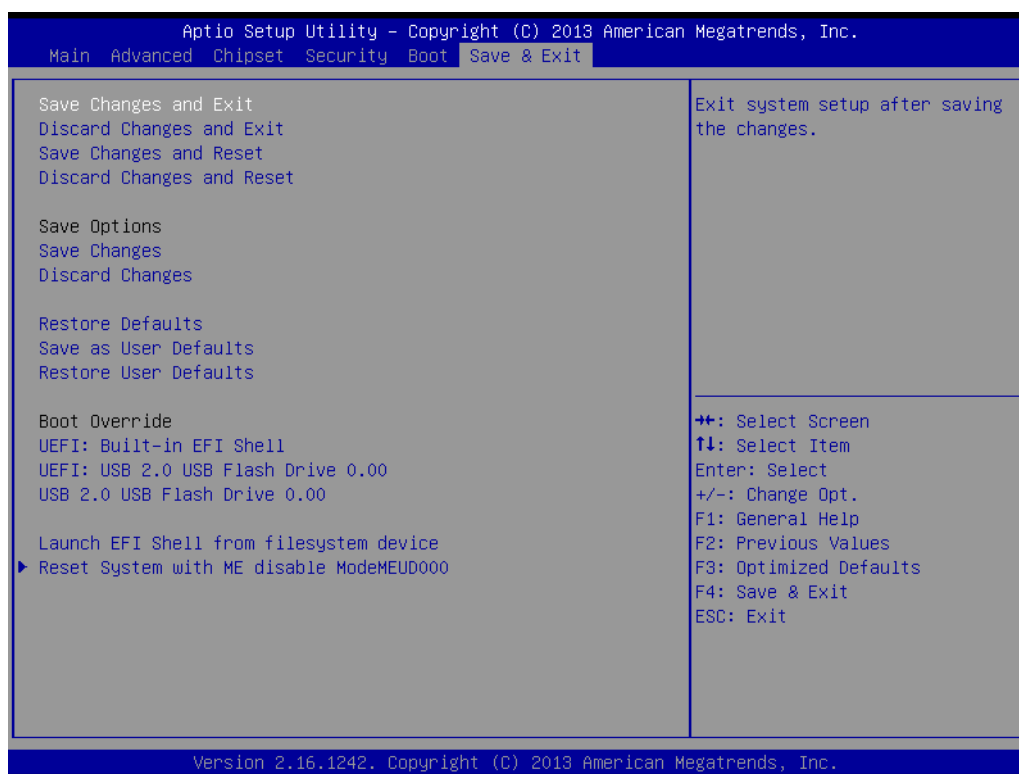 Aptio Setup Utility – Copyright (C) 2013 American Megatrends, Inc.
Main Advanced Chipset Security Boot Save & Exit
Save Changes and Exit
Discard Changes and Exit
Save Changes and Reset
Discard Changes and Reset
Save Options
Save Changes
Discard Changes
Restore Defaults
Save as User Defaults
Restore User Defaults
Boot Override
UEFI: Built-in EFI Shell
UEFI: USB 2.0 USB Flash Drive 0.00
USB 2.0 USB Flash Drive 0.00
Launch EFI Shell from filesystem device
Reset System with ME disable ModeMEUD000
Exit system setup after saving
the changes.
→←: Select Screen
↑↓: Select Item
Enter: Select
+/-: Change Opt.
F1: General Help
F2: Previous Values
F3: Optimized Defaults
F4: Save & Exit
ESC: Exit
Version 2.16.1242. Copyright (C) 2013 American Megatrends, Inc.